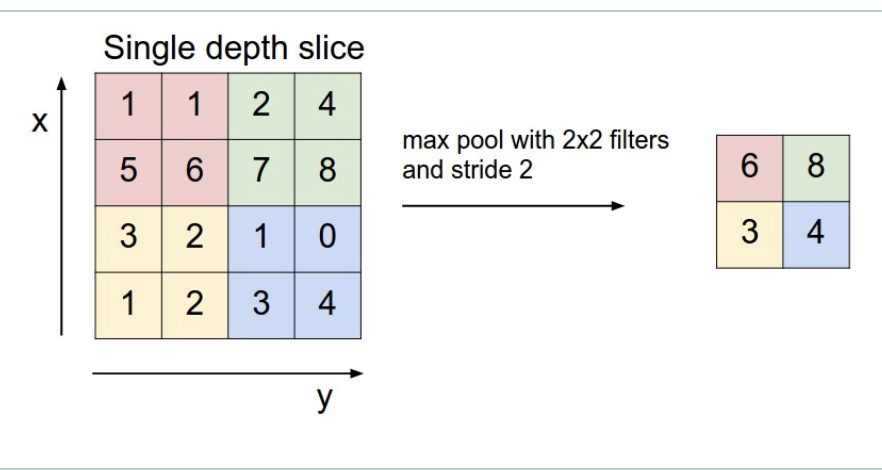 Single depth slice
x
1 1 2 4
5 6 7 8
3 2 1 0
1 2 3 4
y
max pool with 2x2 filters
and stride 2
6 8
3 4